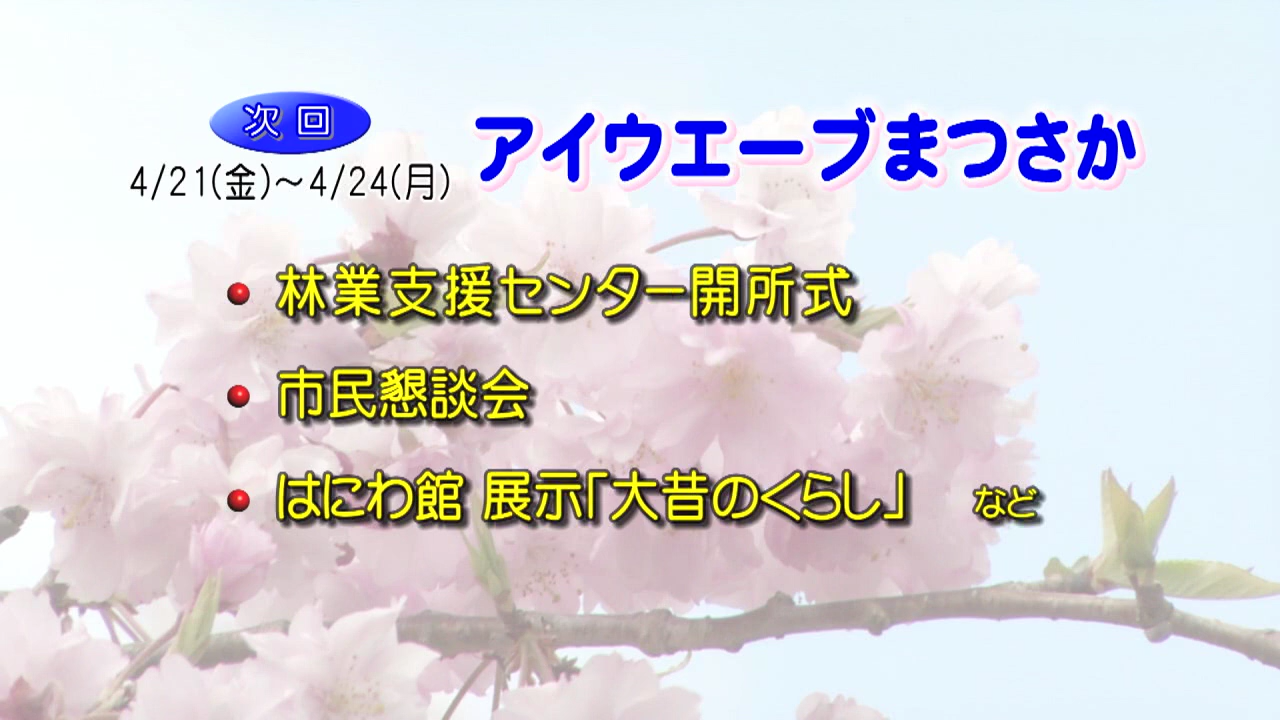 次回
4/21(金)～4/24(月)
アイウエーブまつさか
林業支援センター開所式
市民懇談会
はにわ館 展示「大昔のくらし」 など